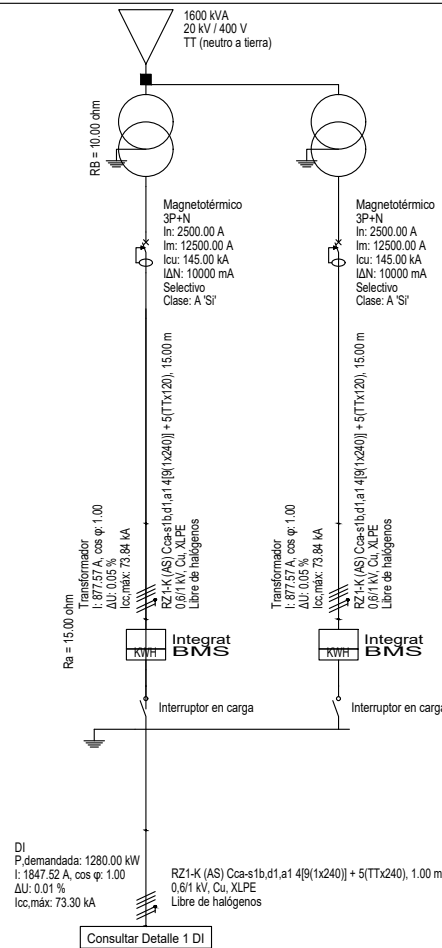 1600 kVA
20 kV / 400 V
TT (neutro a tierra)
RB = 10.00 ohm
Magnetotérmico
3P+N
In: 2500.00 A
Im: 12500.00 A
Icu: 145.00 kA
IΔN: 10000 mA
Selectivo
Clase: A 'Si'
Magnetotérmico
3P+N
In: 2500.00 A
Im: 12500.00 A
Icu: 145.00 kA
IΔN: 10000 mA
Selectivo
Clase: A 'Si'
Transformador
I: 877.57 A, cos φ: 1.00
ΔU: 0.05 %
Icc,máx: 73.84 kA
RZ1-K (AS) Cca-s1b,d1,a1 4[9(1x240)] + 5(TTx120), 15.00 m
0,6/1 kV, Cu, XLPE
Libre de halógenos
Transformador
I: 877.57 A, cos φ: 1.00
ΔU: 0.05 %
Icc,máx: 73.84 kA
RZ1-K (AS) Cca-s1b,d1,a1 4[9(1x240)] + 5(TTx120), 15.00 m
0,6/1 kV, Cu, XLPE
Libre de halógenos
Ra = 15.00 ohm
KWH
Integrat
BMS
KWH
Integrat
BMS
Interruptor en carga
Interruptor en carga
DI
P,demandada: 1280.00 kW
I: 1847.52 A, cos φ: 1.00
ΔU: 0.01 %
Icc,máx: 73.30 kA
RZ1-K (AS) Cca-s1b,d1,a1 4[9(1x240)] + 5(TTx240), 1.00 m
0,6/1 kV, Cu, XLPE
Libre de halógenos
Consultar Detalle 1 DI